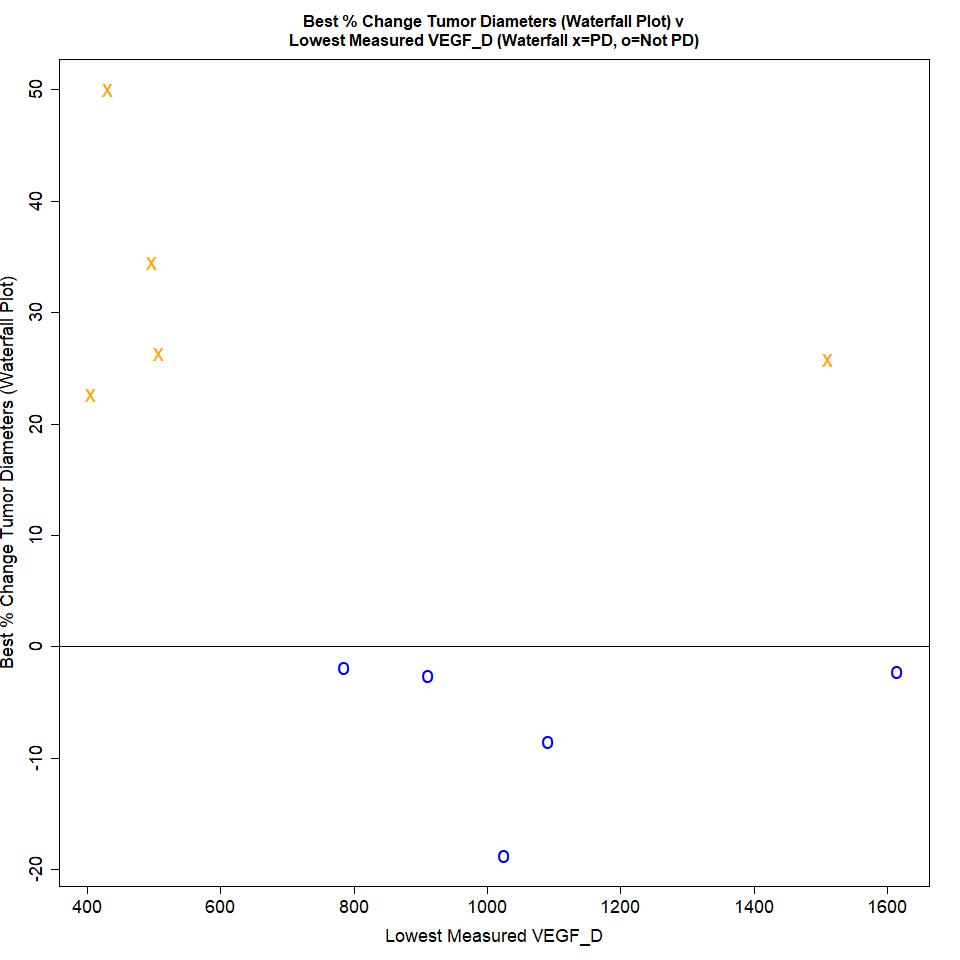 Best % Change Tumor Diameters (Waterfall Plot) v
Lowest Measured VEGF_D (Waterfall x=PD, o=Not PD)
Best % Change Tumor Diameters (Waterfall Plot)
50
40
30
20
10
0
-10
-20
x
x
x
x
x
o
o
o
o
o
400
600
800
1000
1200
1400
1600
Lowest Measured VEGF_D